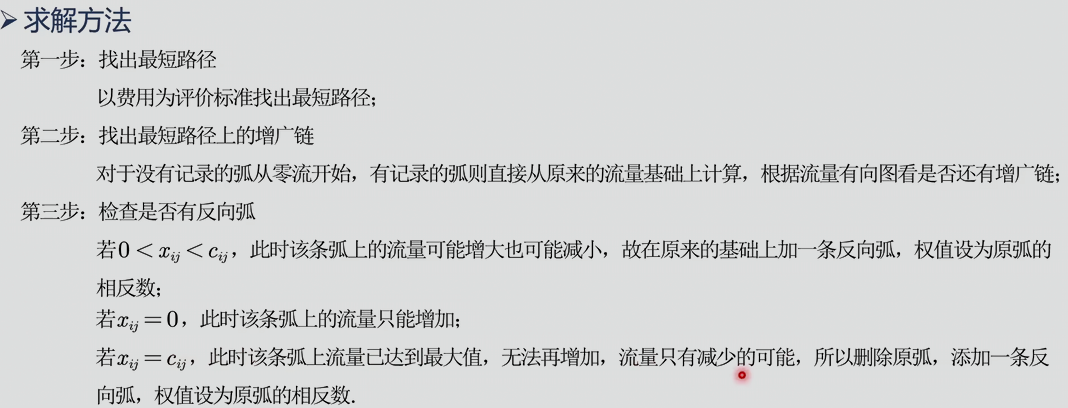 ➢ 求解方法
第一步：找出最短路径
以费用为评价标准找出最短路径；
第二步：找出最短路径上的增广链
对于没有记录的弧从零流开始，有记录的弧则直接从原来的流量基础上计算，根据流量有向图看是否还有增广链；
第三步：检查是否有反向弧
若0 < x_{ij} < c_{ij}，此时该条弧上的流量可能增大也可能减小，故在原来的基础上加一条反向弧，权值设为原弧的
相反数；
若x_{ij} = 0，此时该条弧上的流量只能增加；
若x_{ij} = c_{ij}，此时该条弧上流量已达到最大值，无法再增加，流量只有减少的可能，所以删除原弧，添加一条反
向弧，权值设为原弧的相反数.